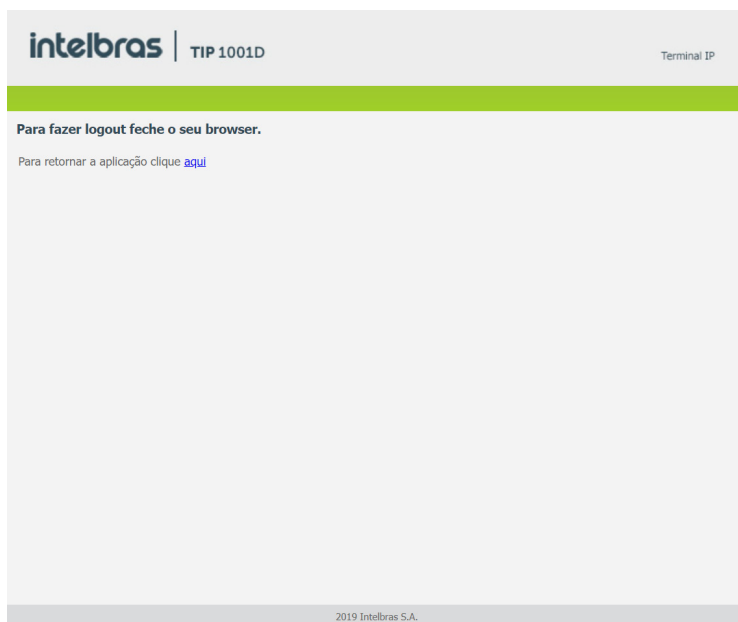 intelbras | TIP 1001D
Terminal IP
Para fazer logout feche o seu browser.
Para retornar a aplicação clique aqui
2019 Intelbras S.A.